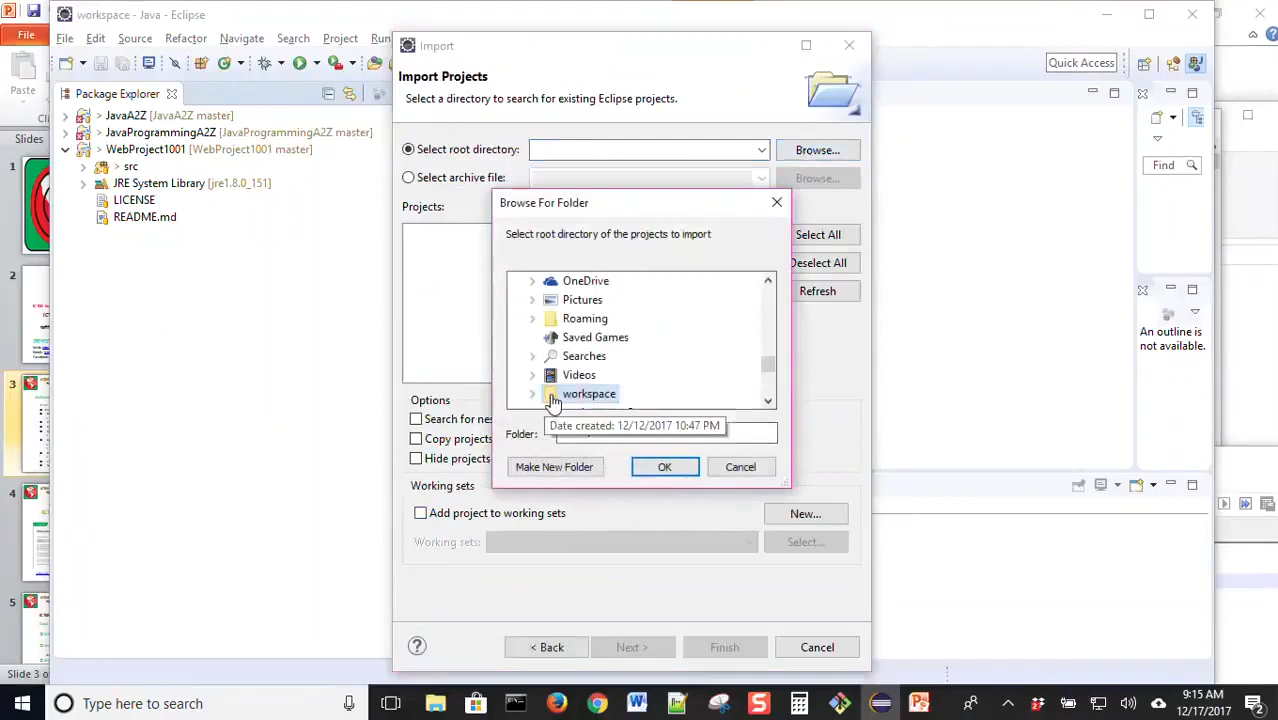 workspace - Java - Eclipse
File
File Edit Source Refactor Navigate Search Project Run
Paste
Quick Access
Package Explorer
> JavaA2Z [JavaA2Z master]
> JavaProgrammingA2Z [JavaProgrammingA2Z master]
> WebProject1001 [WebProject1001 master]
> src
JRE System Library [jre1.8.0_151]
LICENSE
README.md
Slides
1
2
3
4
5
Slide 3 o
Import
Import Projects
Select a directory to search for existing Eclipse projects.
Select root directory:
Browse...
Select archive file:
Browse...
Projects:
Select All
Deselect All
Refresh
Browse For Folder
Select root directory of the projects to import
OneDrive
Pictures
Roaming
Saved Games
Searches
Videos
workspace
Date created: 12/12/2017 10:47 PM
Folder:
Make New Folder
OK
Cancel
Options
Search for ne
Copy projects
Hide projects
Working sets
Add project to working sets
New...
Working sets:
Select...
< Back
Next >
Finish
Cancel
Find
An outline is
not available.
Type here to search
9:15 AM
12/17/2017